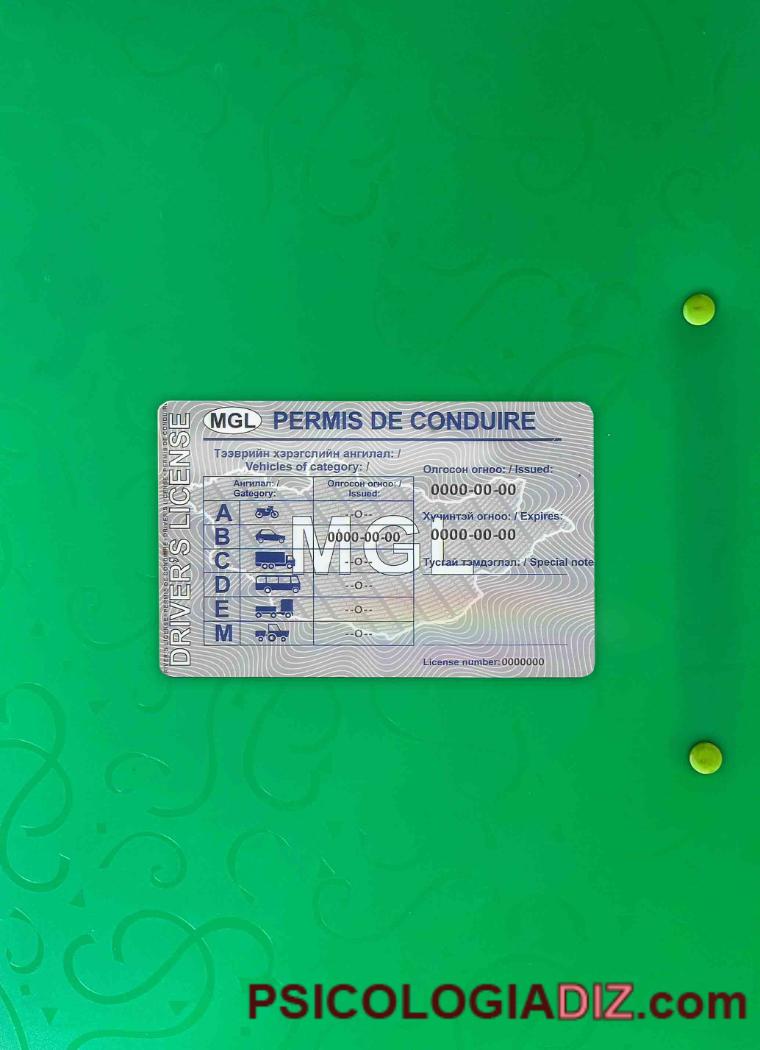 MGL PERMIS DE CONDUIRE
DRIVER'S LICENSE
Тээврийн хэрэгслийн ангилал: /
Vehicles of category: /
Ангилал: /
Gategory:
Олгосон огноо: /
Issued:
A --O--
B 0000-00-00
C --O--
D --O--
E --O--
M --O--
MGL
Олгосон огноо: / Issued:
0000-00-00
Хүчинтэй огноо: / Expires:
0000-00-00
Тусгай тэмдэглэл: / Special note
License number: 0000000
PSICOLOGIADIZ.com